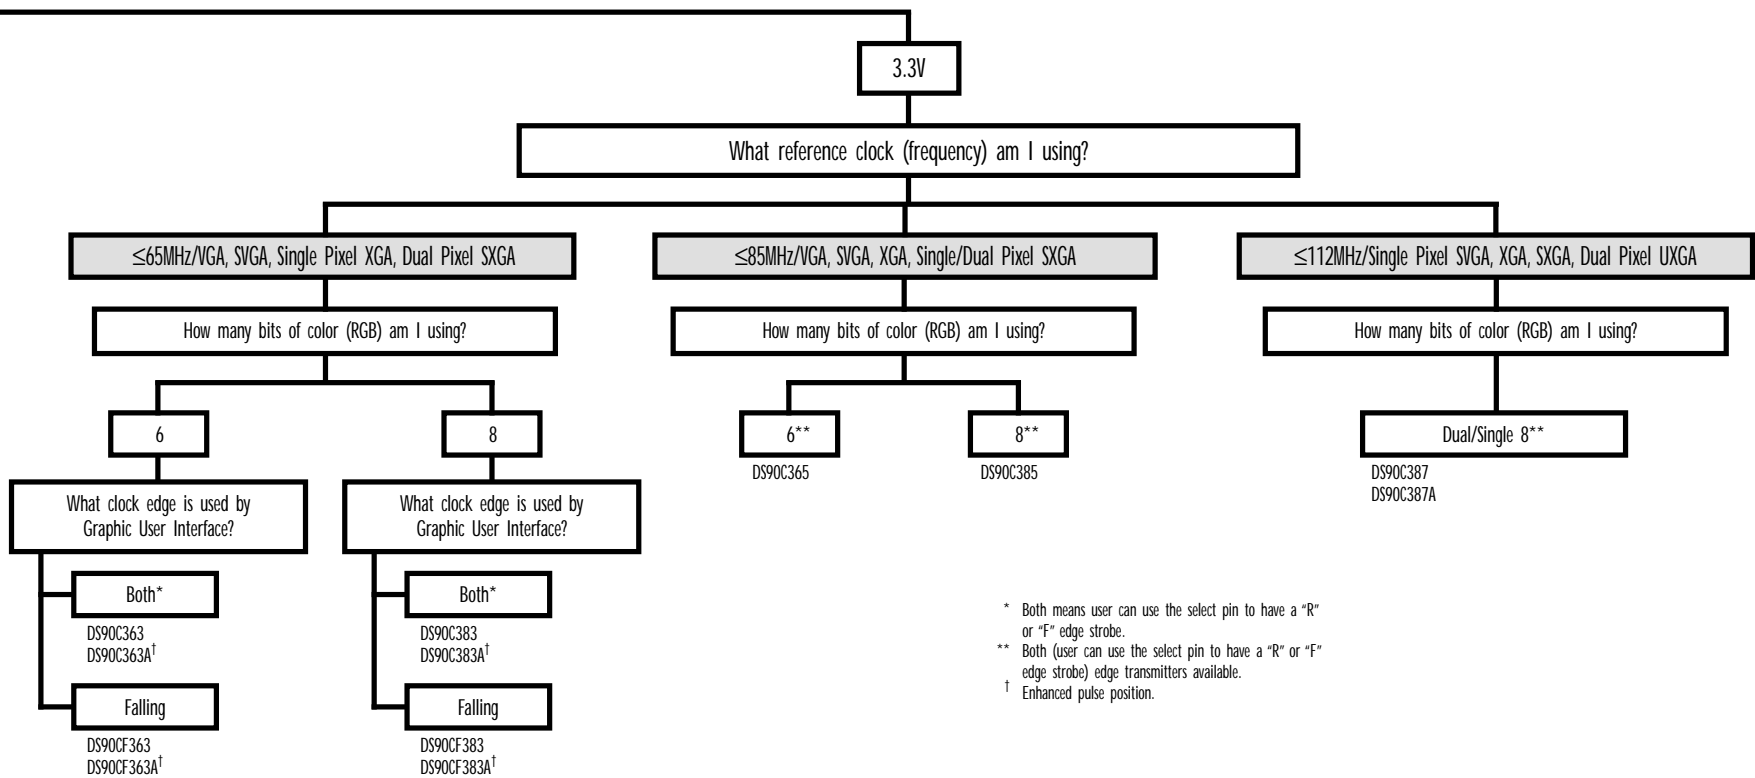 3.3V
What reference clock (frequency) am I using?
≤65MHz/VGA, SVGA, Single Pixel XGA, Dual Pixel SXGA
≤85MHz/VGA, SVGA, XGA, Single/Dual Pixel SXGA
≤112MHz/Single Pixel SVGA, XGA, SXGA, Dual Pixel UXGA
How many bits of color (RGB) am I using?
How many bits of color (RGB) am I using?
How many bits of color (RGB) am I using?
6
8
6**
8**
Dual/Single 8**
DS90C365
DS90C385
DS90C387
DS90C387A
What clock edge is used by
Graphic User Interface?
What clock edge is used by
Graphic User Interface?
Both*
DS90C363
DS90C363A†
Both*
DS90C383
DS90C383A†
Falling
DS90CF363
DS90CF363A†
Falling
DS90CF383
DS90CF383A†
* Both means user can use the select pin to have a “R”
or “F” edge strobe.
** Both (user can use the select pin to have a “R” or “F”
edge strobe) edge transmitters available.
† Enhanced pulse position.